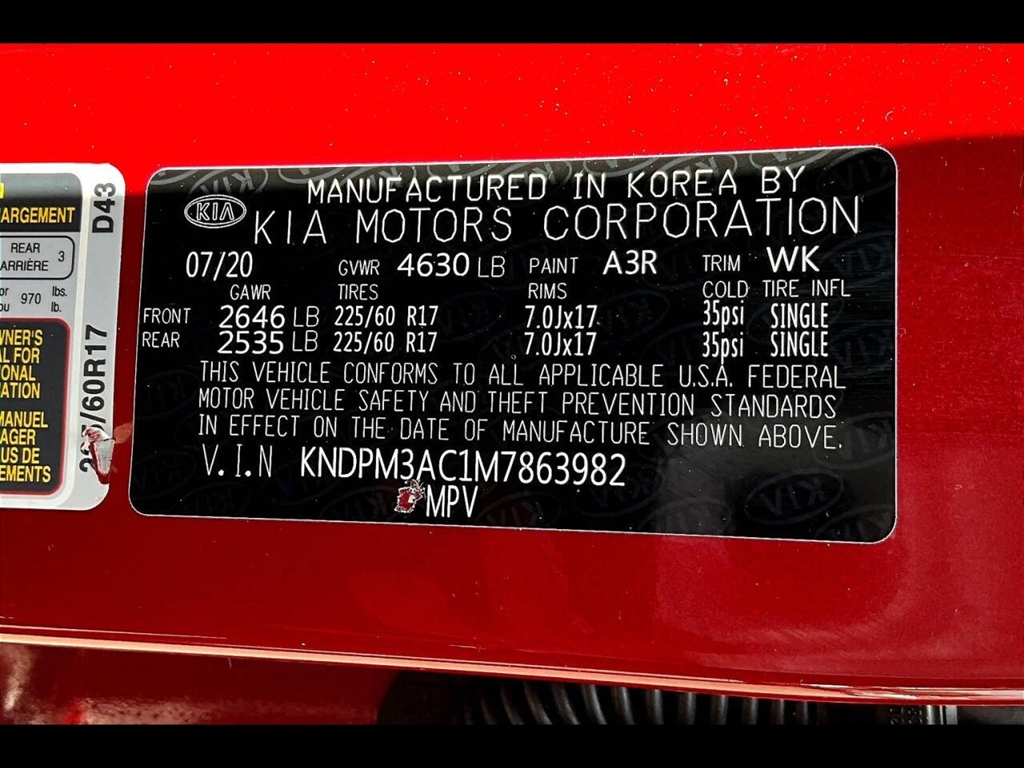 ARGEMENT
REAR
ARRIÈRE 3
or 970 lbs.
ou lb.
WNER'S
AL FOR
IONAL
ATION
MANUEL
AGER
US DE
EMENTS
D43
/60R17
MANUFACTURED IN KOREA BY
KIA KIA MOTORS CORPORATION
07/20 GVWR 4630 LB PAINT A3R TRIM WK
GAWR TIRES RIMS COLD TIRE INFL
FRONT 2646 LB 225/60 R17 7.0Jx17 35psi SINGLE
REAR 2535 LB 225/60 R17 7.0Jx17 35psi SINGLE
THIS VEHICLE CONFORMS TO ALL APPLICABLE U.S.A. FEDERAL
MOTOR VEHICLE SAFETY AND THEFT PREVENTION STANDARDS
IN EFFECT ON THE DATE OF MANUFACTURE SHOWN ABOVE.
V.I.N KNDPM3AC1M7863982
MPV